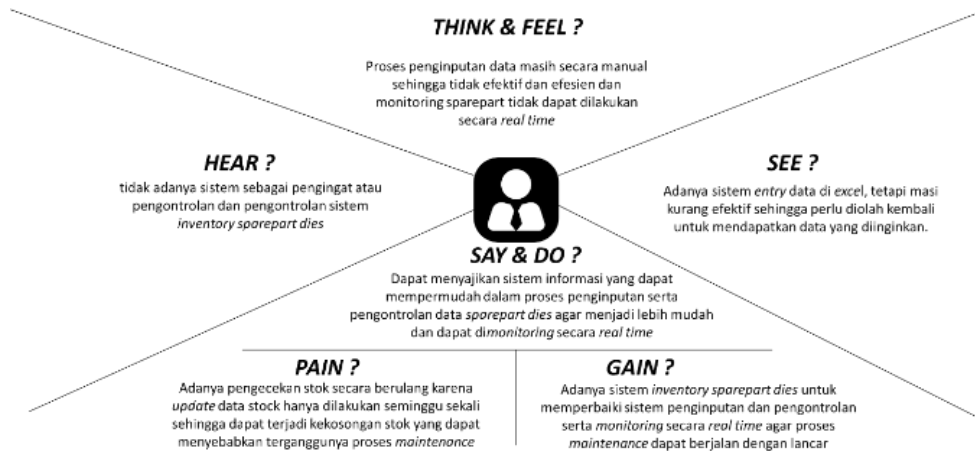 THINK & FEEL ?
Proses penginputan data masih secara manual
sehingga tidak efektif dan efesien dan
monitoring sparepart tidak dapat dilakukan
secara real time
HEAR ?
tidak adanya sistem sebagai pengingat atau
pengontrolan dan pengontrolan sistem
inventory sparepart dies
SEE ?
Adanya sistem entry data di excel, tetapi masi
kurang efektif sehingga perlu diolah kembali
untuk mendapatkan data yang diinginkan.
SAY & DO ?
Dapat menyajikan sistem informasi yang dapat
mempermudah dalam proses penginputan serta
pengontrolan data sparepart dies agar menjadi lebih mudah
dan dapat dimonitoring secara real time
PAIN ?
Adanya pengecekan stok secara berulang karena
update data stock hanya dilakukan seminggu sekali
sehingga dapat terjadi kekosongan stok yang dapat
menyebabkan terganggunya proses maintenance
GAIN ?
Adanya sistem inventory sparepart dies untuk
memperbaiki sistem penginputan dan pengontrolan
serta monitoring secara real time agar proses
maintenance dapat berjalan dengan lancar